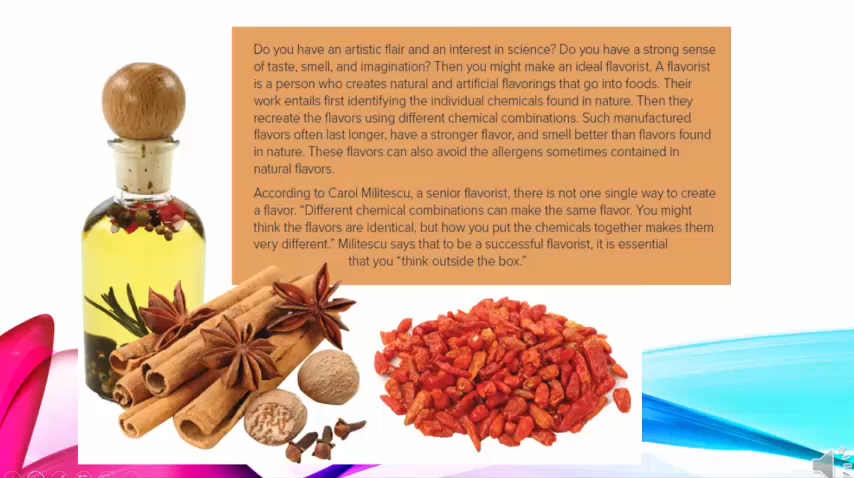 Do you have an artistic flair and an interest in science? Do you have a strong sense
of taste, smell, and imagination? Then you might make an ideal flavorist. A flavorist
is a person who creates natural and artificial flavorings that go into foods. Their
work entails first identifying the individual chemicals found in nature. Then they
recreate the flavors using different chemical combinations. Such manufactured
flavors often last longer, have a stronger flavor, and smell better than flavors found
in nature. These flavors can also avoid the allergens sometimes contained in
natural flavors.
According to Carol Militescu, a senior flavorist, there is not one single way to create
a flavor. “Different chemical combinations can make the same flavor. You might
think the flavors are identical, but how you put the chemicals together makes them
very different.” Militescu says that to be a successful flavorist, it is essential
that you “think outside the box.”